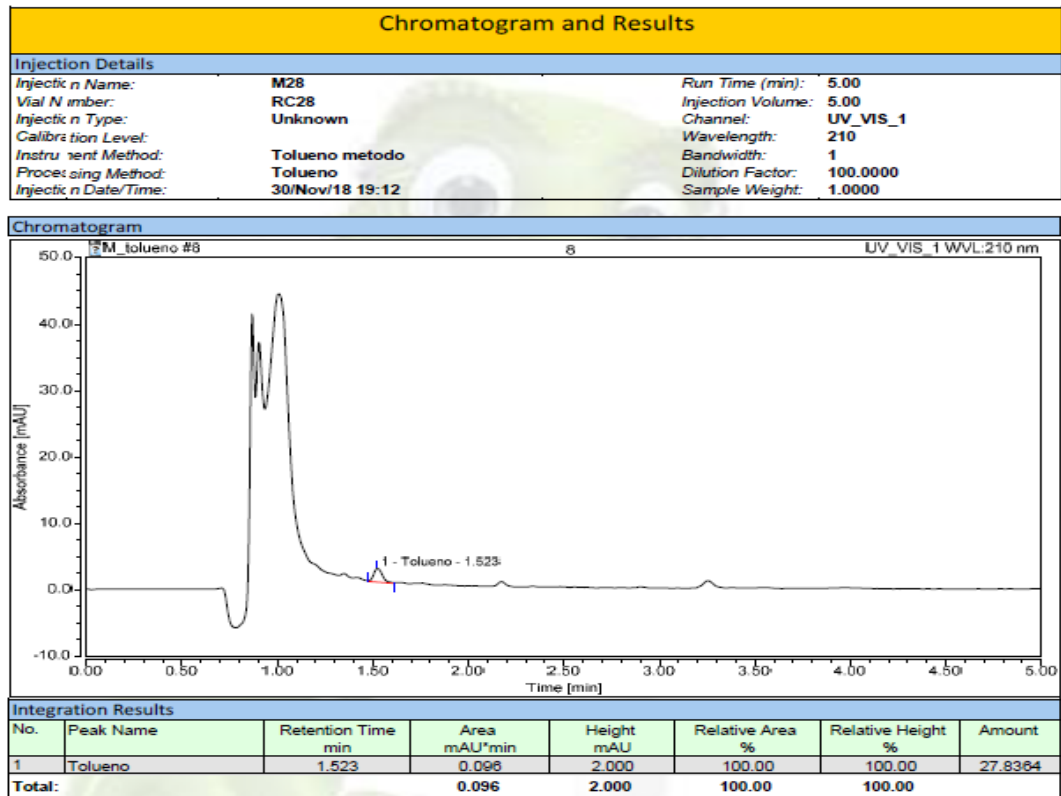 Chromatogram and Results
Injection Details
Injectic n Name: M28 Run Time (min): 5.00
Vial N imber: RC28 Injection Volume: 5.00
Injectic n Type: Unknown Channel: UV_VIS_1
Calibra tion Level: Wavelength: 210
Instru nent Method: Tolueno metodo Bandwidth: 1
Proces sing Method: Tolueno Dilution Factor: 100.0000
Injectic n Date/Time: 30/Nov/18 19:12 Sample Weight: 1.0000
Chromatogram
M_tolueno #8 8 UV_VIS_1 WVL:210 nm
50.0
40.0
30.0
20.0
10.0
0.0
-10.0
Absorbance [mAU]
1 - Tolueno - 1.523
0.00 0.50 1.00 1.50 2.00 2.50 3.00 3.50 4.00 4.50 5.00
Time [min]
Integration Results
No. Peak Name Retention Time Area Height Relative Area Relative Height Amount
min mAU*min mAU % %
1 Tolueno 1.523 0.096 2.000 100.00 100.00 27.8364
Total: 0.096 2.000 100.00 100.00